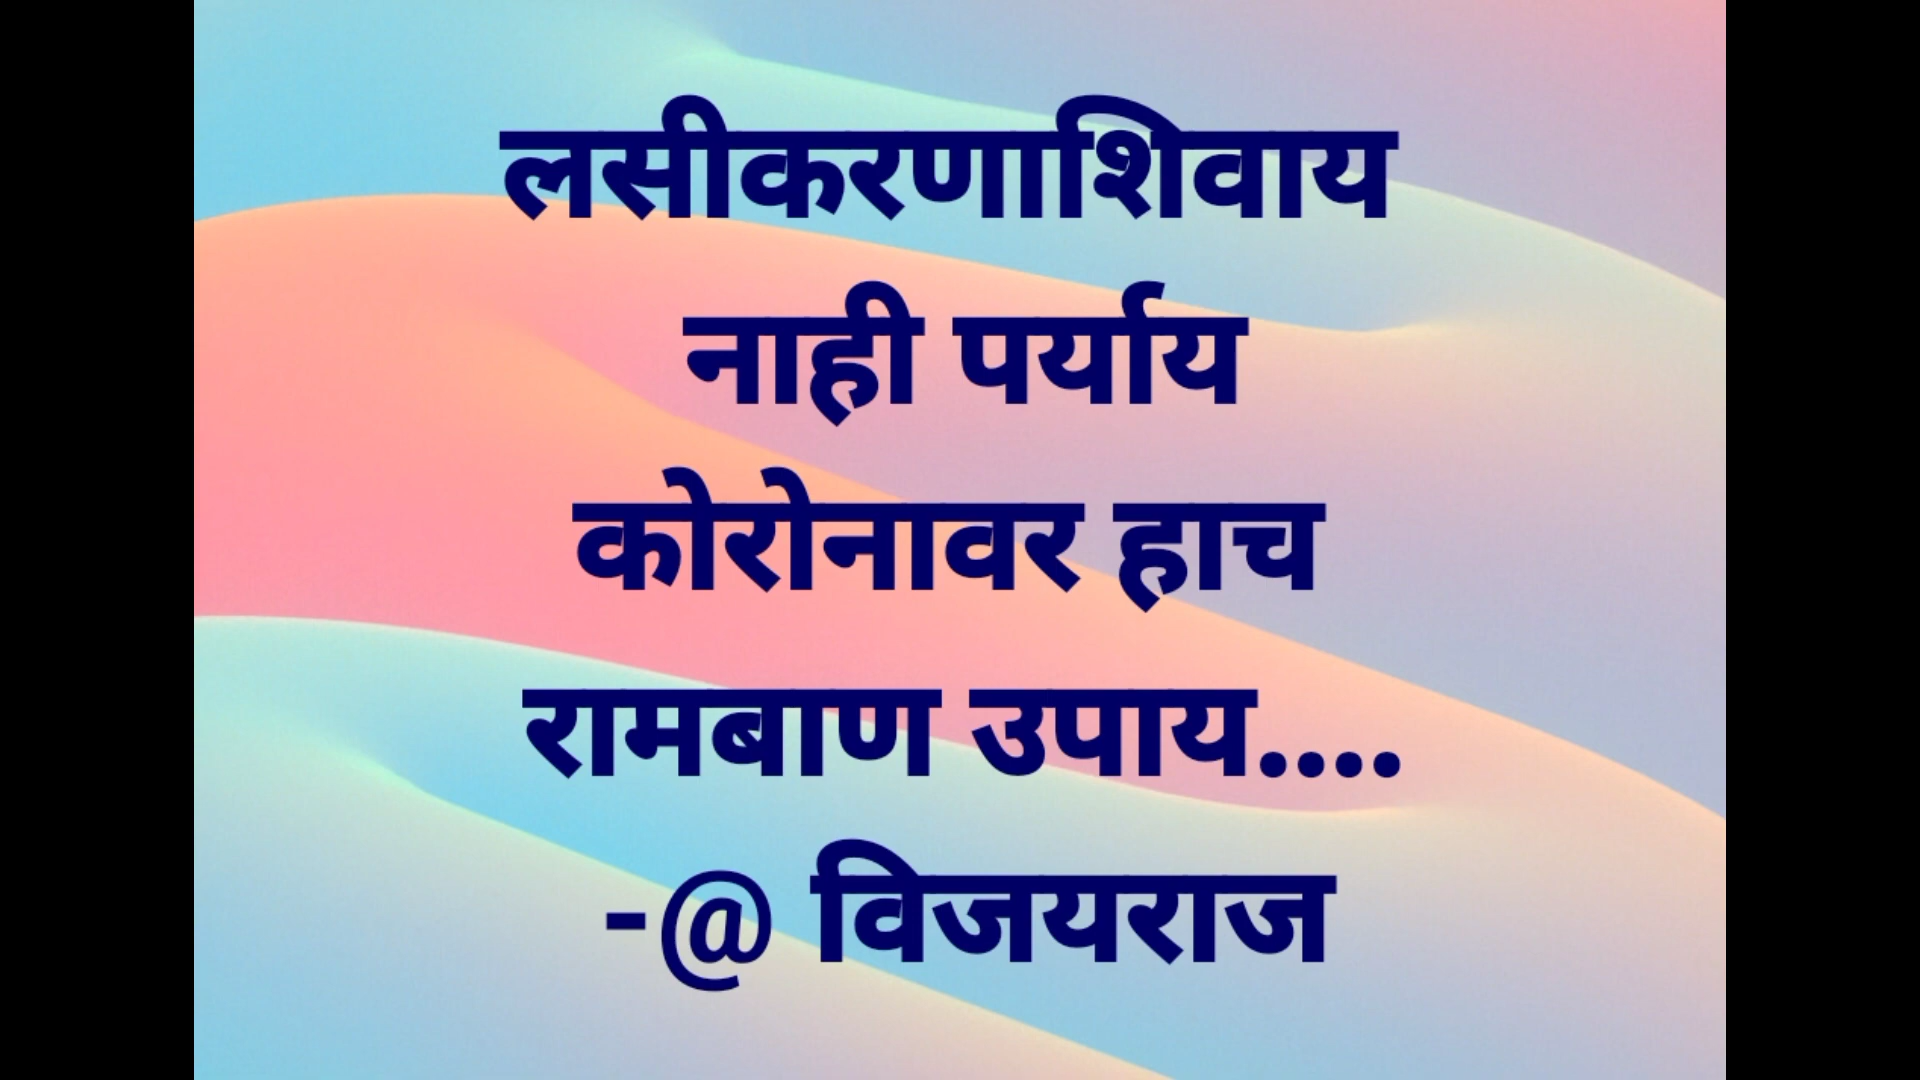 लसीकरणाशिवाय
नाही पर्याय
कोरोनावर हाच
रामबाण उपाय....
-@ विजयराज